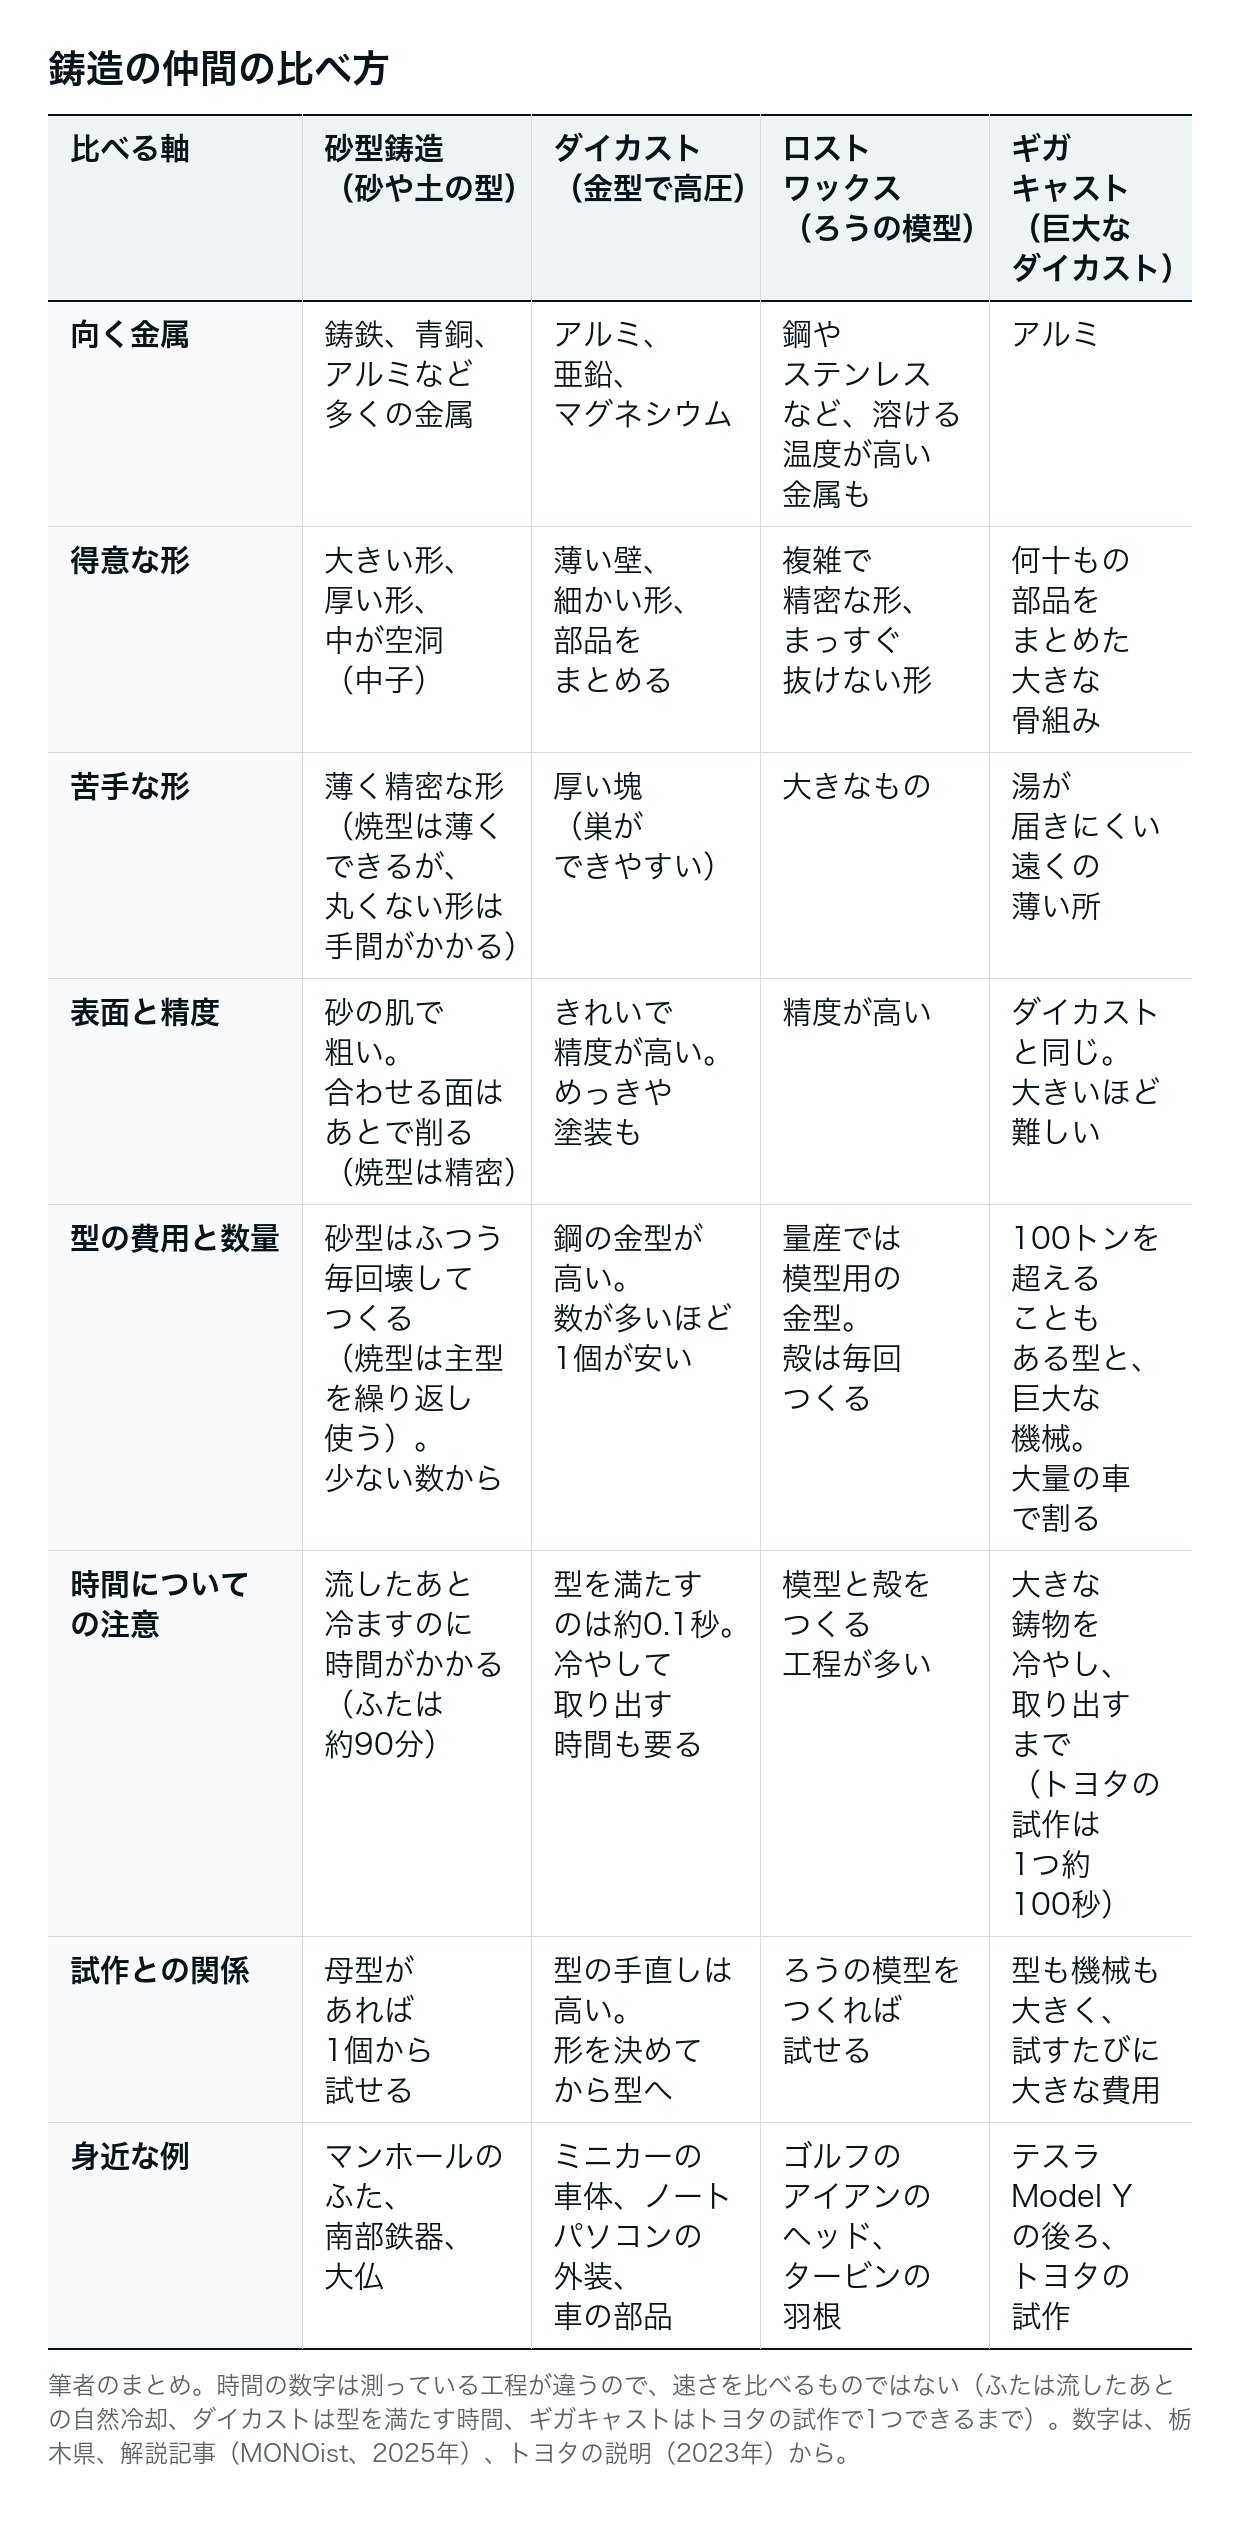 鋳造の仲間の比べ方
比べる軸
砂型鋳造
（砂や土の型）
ダイカスト
（金型で高圧）
ロスト
ワックス
（ろうの模型）
ギガ
キャスト
（巨大な
ダイカスト）
向く金属
鋳鉄、青銅、
アルミなど
多くの金属
アルミ、
亜鉛、
マグネシウム
鋼や
ステンレス
など、溶ける
温度が高い
金属も
アルミ
得意な形
大きい形、
厚い形、
中が空洞
（中子）
薄い壁、
細かい形、
部品を
まとめる
複雑で
精密な形、
まっすぐ
抜けない形
何十もの
部品を
まとめた
大きな
骨組み
苦手な形
薄く精密な形
（焼型は薄く
できるが、
丸くない形は
手間がかかる）
厚い塊
（巣が
できやすい）
大きなもの
湯が
届きにくい
遠くの
薄い所
表面と精度
砂の肌で
粗い。
合わせる面は
あとで削る
（焼型は精密）
きれいで
精度が高い。
めっきや
塗装も
精度が高い
ダイカスト
と同じ。
大きいほど
難しい
型の費用と数量
砂型はふつう
毎回壊して
つくる
（焼型は主型
を繰り返し
使う）。
少ない数から
鋼の金型が
高い。
数が多いほど
1個が安い
量産では
模型用の
金型。
殻は毎回
つくる
100トンを
超える
ことも
ある型と、
巨大な
機械。
大量の車
で割る
時間について
の注意
流したあと
冷ますのに
時間がかかる
（ふたは
約90分）
型を満たす
のは約0.1秒。
冷やして
取り出す
時間も要る
模型と殻を
つくる
工程が多い
大きな
鋳物を
冷やし、
取り出す
まで
（トヨタの
試作は
1つ約
100秒）
試作との関係
母型が
あれば
1個から
試せる
型の手直しは
高い。
形を決めて
から型へ
ろうの模型を
つくれば
試せる
型も機械も
大きく、
試すたびに
大きな費用
身近な例
マンホールの
ふた、
南部鉄器、
大仏
ミニカーの
車体、ノート
パソコンの
外装、
車の部品
ゴルフの
アイアンの
ヘッド、
タービンの
羽根
テスラ
Model Y
の後ろ、
トヨタの
試作
筆者のまとめ。時間の数字は測っている工程が違うので、速さを比べるものではない（ふたは流したあと
の自然冷却、ダイカストは型を満たす時間、ギガキャストはトヨタの試作で1つできるまで）。数字は、栃
木県、解説記事（MONOist、2025年）、トヨタの説明（2023年）から。